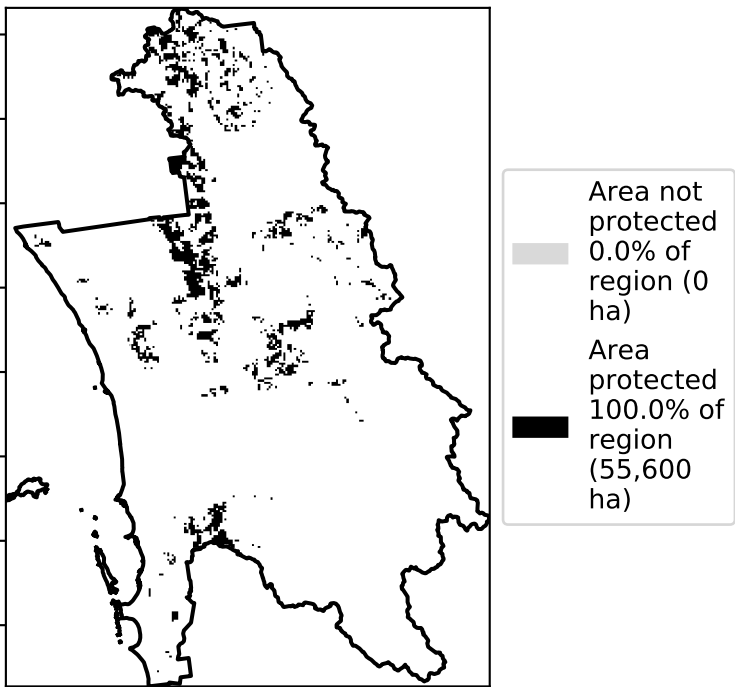 Area not
protected
0.0% of
region (0
ha)
Area
protected
100.0% of
region
(55,600
ha)